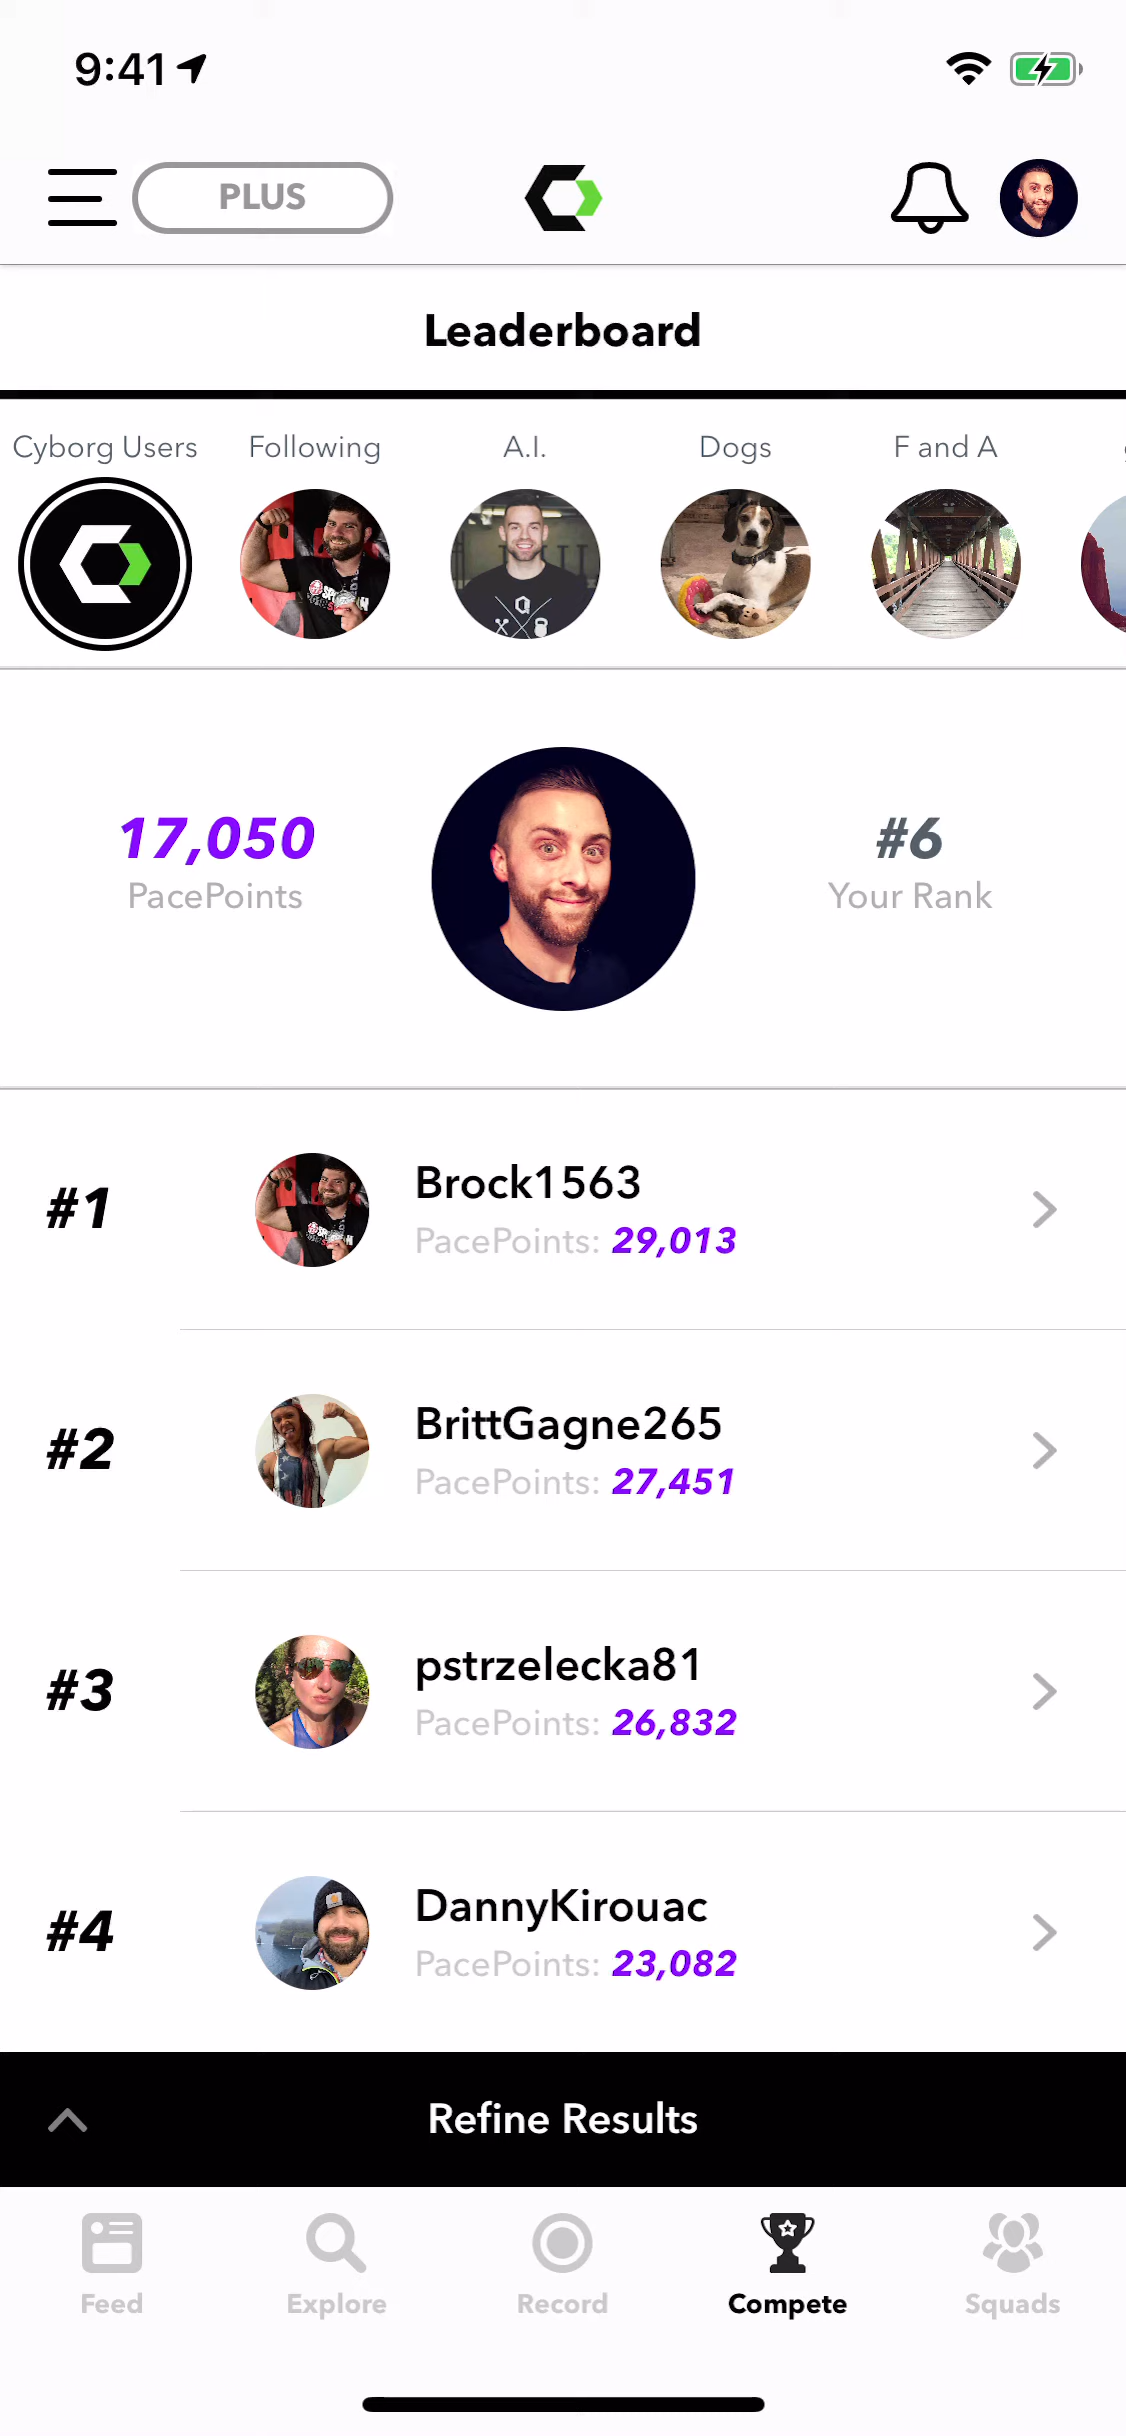 9:41
PLUS
Leaderboard
Cyborg Users
Following
A.I.
Dogs
F and A
17,050
PacePoints
#6
Your Rank
#1
Brock1563
PacePoints: 29,013
#2
BrittGagne265
PacePoints: 27,451
#3
pstrzelecka81
PacePoints: 26,832
#4
DannyKirouac
PacePoints: 23,082
Refine Results
Feed
Explore
Record
Compete
Squads